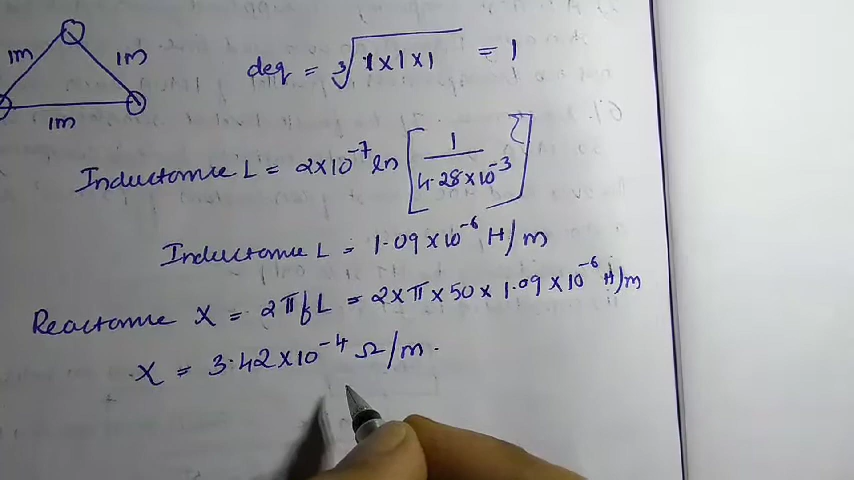 1m
1m
1m
deq = ∛1×1×1 = 1
Inductance L = 2×10⁻⁷ ln [1 / 4.28×10⁻³]
Inductance L = 1.09×10⁻⁶ H/m
Reactance X = 2πfL = 2×π×50×1.09×10⁻⁶ H/m
X = 3.42×10⁻⁴ Ω/m.